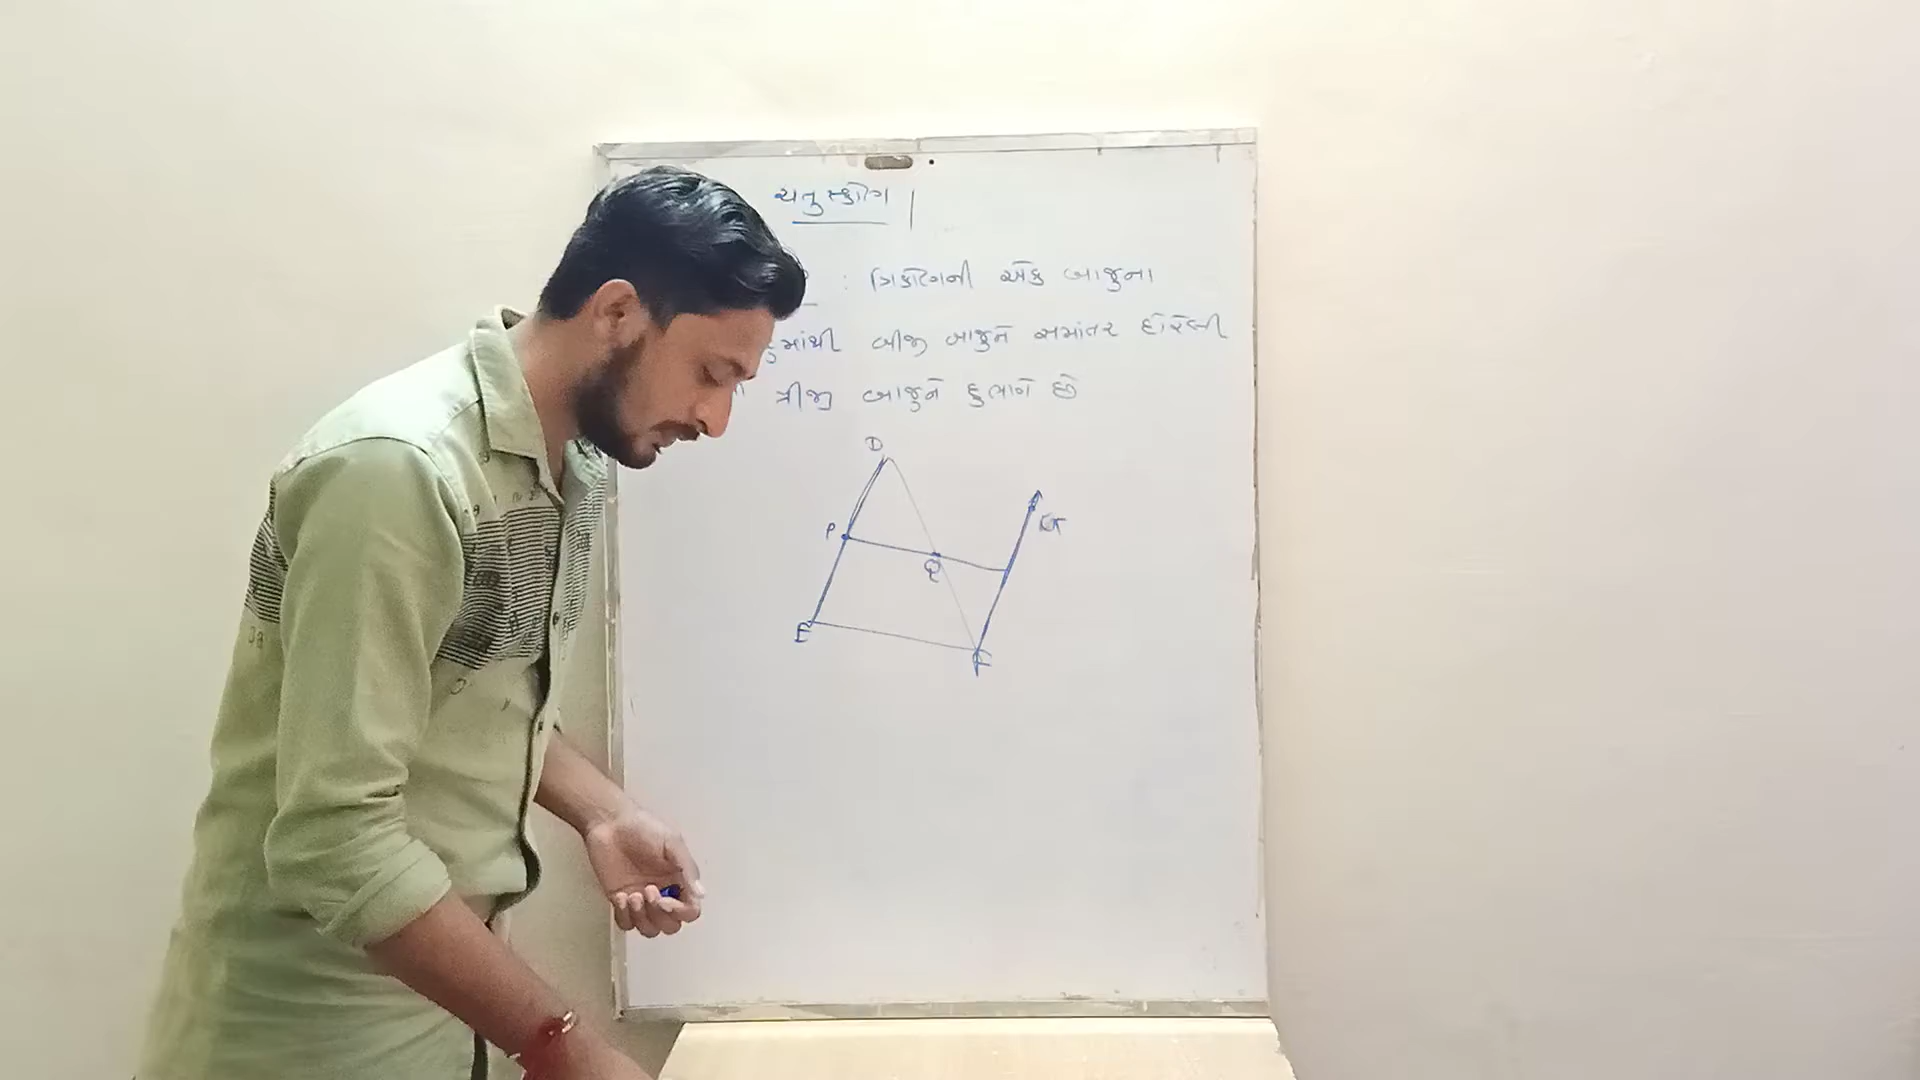 ચતુષ્કોણ
: ત્રિકોણની એક બાજુના
બીજી બાજુને સમાંતર દોરેલી
ત્રીજી બાજુને દુભાગે છે
D
P
Q
G
E
F